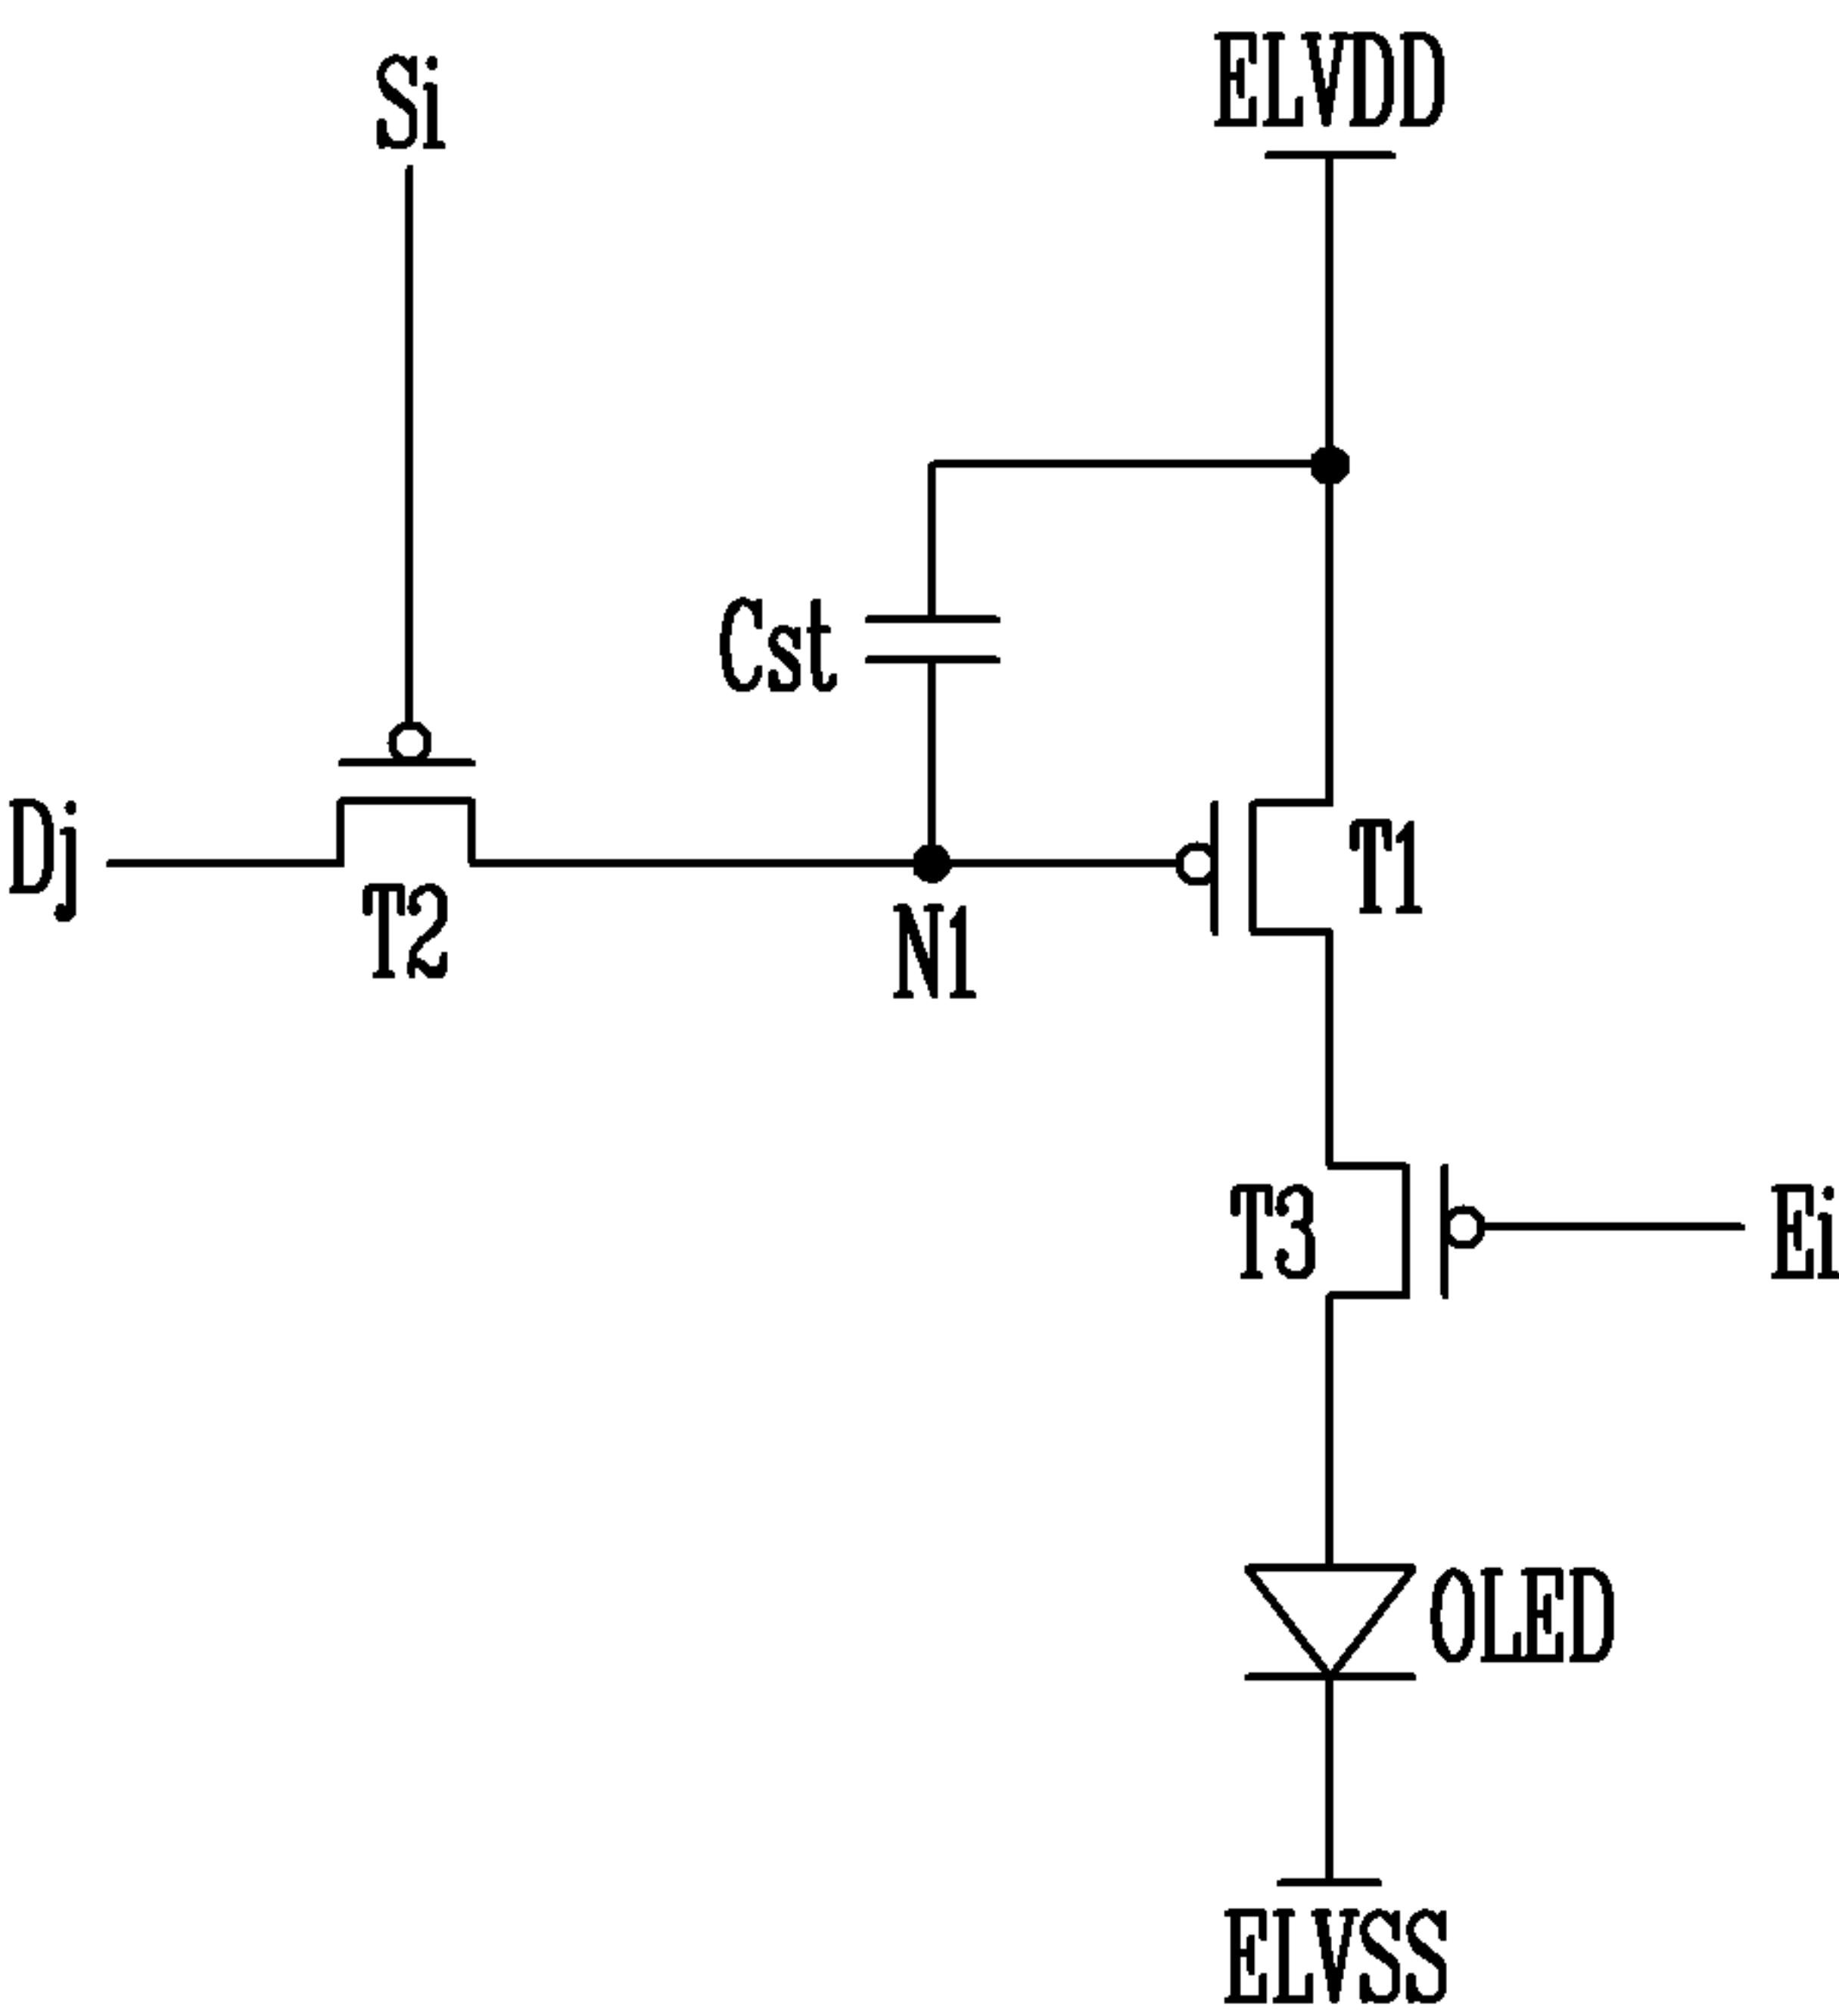 Si
ELVDD
Cst
Dj
T2
N1
T1
T3
Ei
OLED
ELVSS